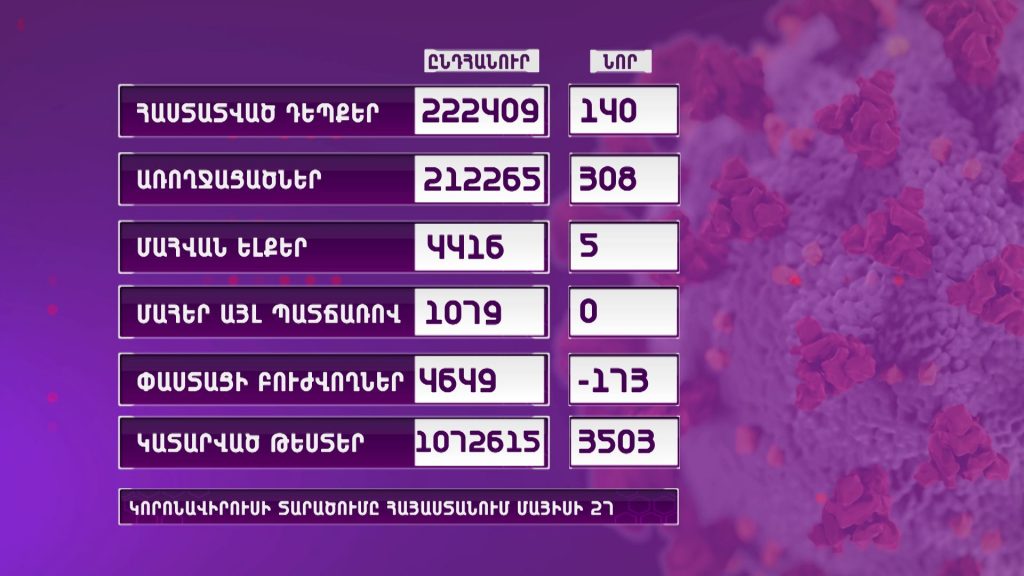 ԸՆԴՀԱՆՈՒՐ ՆՈՐ
ՀԱՍՏԱՏՎԱԾ ԴԵՊՔԵՐ 222409 140
ԱՌՈՂՋԱՑԱԾՆԵՐ 212265 308
ՄԱՀՎԱՆ ԵԼՔԵՐ 4416 5
ՄԱՀԵՐ ԱՅԼ ՊԱՏՃԱՌՈՎ 1079 0
ՓԱՍՏԱՑԻ ԲՈՒԺՎՈՂՆԵՐ 4649 -173
ԿԱՏԱՐՎԱԾ ԹԵՍՏԵՐ 1072615 3503
ԿՈՐՈՆԱՎԻՐՈՒՍԻ ՏԱՐԱԾՈՒՄԸ ՀԱՅԱՍՏԱՆՈՒՄ ՄԱՅԻՍԻ 27